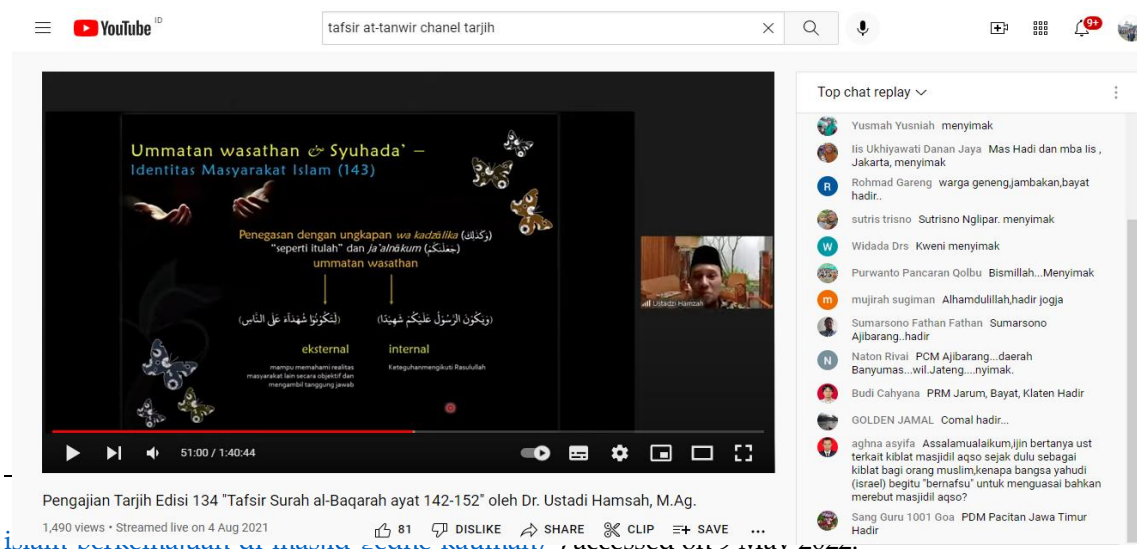 YouTube ID
tafsir at-tanwir chanel tarjih
9+
Ummatan wasathan & Syuhada' –
Identitas Masyarakat Islam (143)
Penegasan dengan ungkapan wa kadzālika (وَكَذٰلِكَ)
"seperti itulah" dan ja'alnākum (جَعَلْنٰكُمْ)
ummatan wasathan
(لِتَكُوْنُوْا شُهَدَاۤءَ عَلَى النَّاسِ)
(وَيَكُوْنَ الرَّسُوْلُ عَلَيْكُمْ شَهِيْدًا)
eksternal
internal
mampu memahami realitas
masyarakat lain secara objektif dan
mengambil tanggung jawab
Keteguhanmengikuti Rasulullah
Ustadzi Hamzah
51:00 / 1:40:44
Pengajian Tarjih Edisi 134 "Tafsir Surah al-Baqarah ayat 142-152" oleh Dr. Ustadi Hamsah, M.Ag.
1,490 views • Streamed live on 4 Aug 2021
81 DISLIKE SHARE CLIP SAVE ...
Top chat replay
Yusmah Yusniah menyimak
Iis Ukhiyawati Danan Jaya Mas Hadi dan mba Iis ,
Jakarta, menyimak
R Rohmad Gareng warga geneng,jambakan,bayat
hadir..
sutris trisno Sutrisno Nglipar. menyimak
W Widada Drs Kweni menyimak
Purwanto Pancaran Qolbu Bismillah...Menyimak
m mujirah sugiman Alhamdulillah,hadir jogja
Sumarsono Fathan Fathan Sumarsono
Ajibarang..hadir
N Naton Rivai PCM Ajibarang...daerah
Banyumas...wil.Jateng....nyimak.
Budi Cahyana PRM Jarum, Bayat, Klaten Hadir
GOLDEN JAMAL Comal hadir...
aghna asyifa Assalamualaikum,ijin bertanya ust
terkait kiblat masjidil aqso sejak dulu sebagai
kiblat bagi orang muslim,kenapa bangsa yahudi
(israel) begitu "bernafsu" untuk menguasai bahkan
merebut masjidil aqso?
Sang Guru 1001 Goa PDM Pacitan Jawa Timur
Hadir